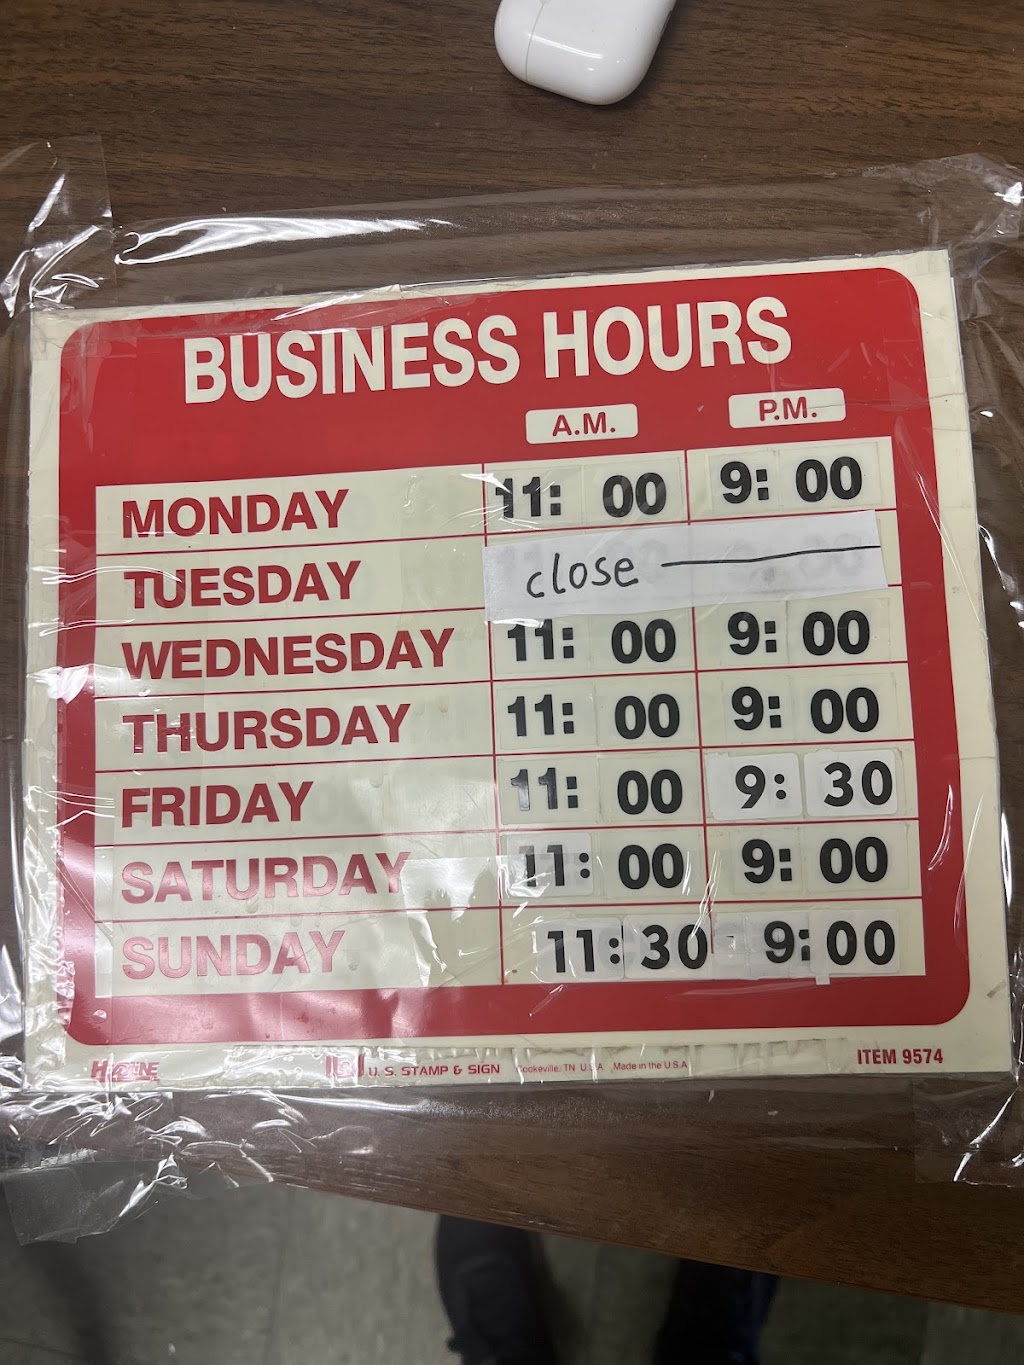 BUSINESS HOURS
A.M. P.M.
MONDAY 11: 00 9: 00
TUESDAY close
WEDNESDAY 11: 00 9: 00
THURSDAY 11: 00 9: 00
FRIDAY 11: 00 9: 30
SATURDAY 11: 00 9: 00
SUNDAY 11:30 9:00
U. S. STAMP & SIGN Cookeville, TN U.S.A Made in the U.S.A ITEM 9574